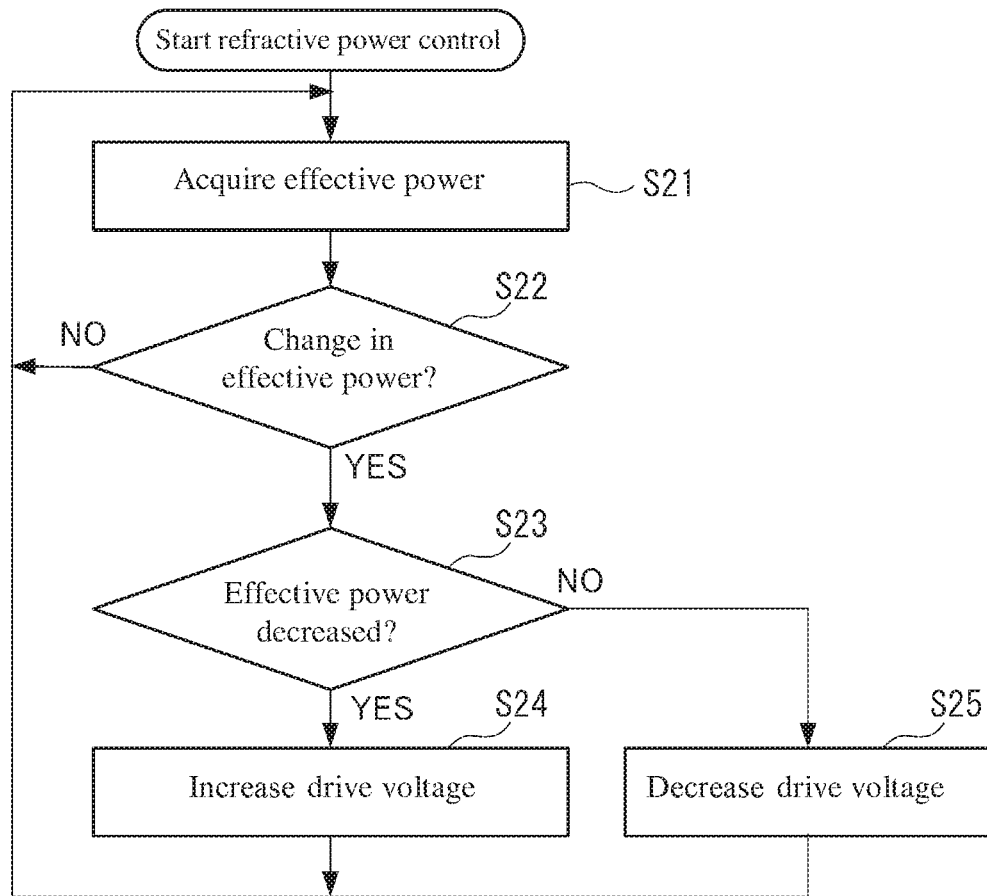 Start refractive power control
Acquire effective power
S21
S22
NO
Change in
effective power?
YES
S23
NO
Effective power
decreased?
YES
S24
S25
Increase drive voltage
Decrease drive voltage